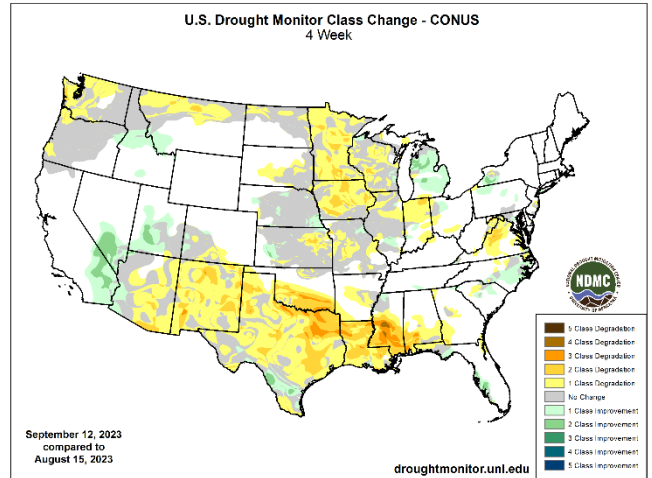 U.S. Drought Monitor Class Change - CONUS
4 Week
NDMC
5 Class Degradation
4 Class Degradation
3 Class Degradation
2 Class Degradation
1 Class Degradation
No Change
1 Class Improvement
2 Class Improvement
3 Class Improvement
4 Class Improvement
5 Class Improvement
September 12, 2023
compared to
August 15, 2023
droughtmonitor.unl.edu